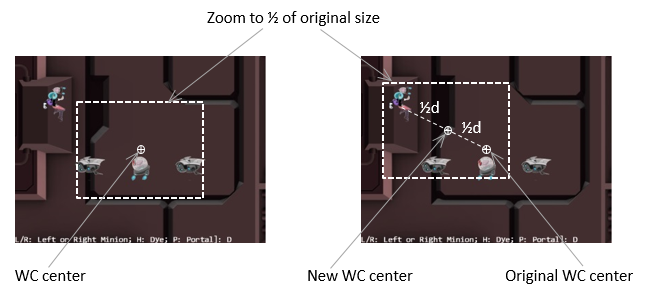 Zoom to ½ of original size
½d
½d
L/R: Left or Right Minion; H: Dye; P: Portal]: D
L/R: Left or Right Minion; H: Dye; P: Portal]: D
WC center
New WC center
Original WC center